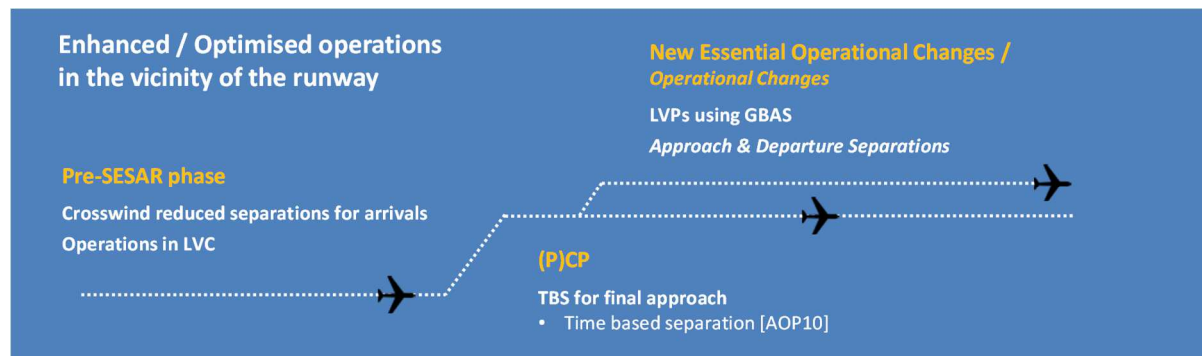 Enhanced / Optimised operations
in the vicinity of the runway
New Essential Operational Changes /
Operational Changes
LVPs using GBAS
Approach & Departure Separations
Pre-SESAR phase
Crosswind reduced separations for arrivals
Operations in LVC
(P)CP
TBS for final approach
• Time based separation [AOP10]